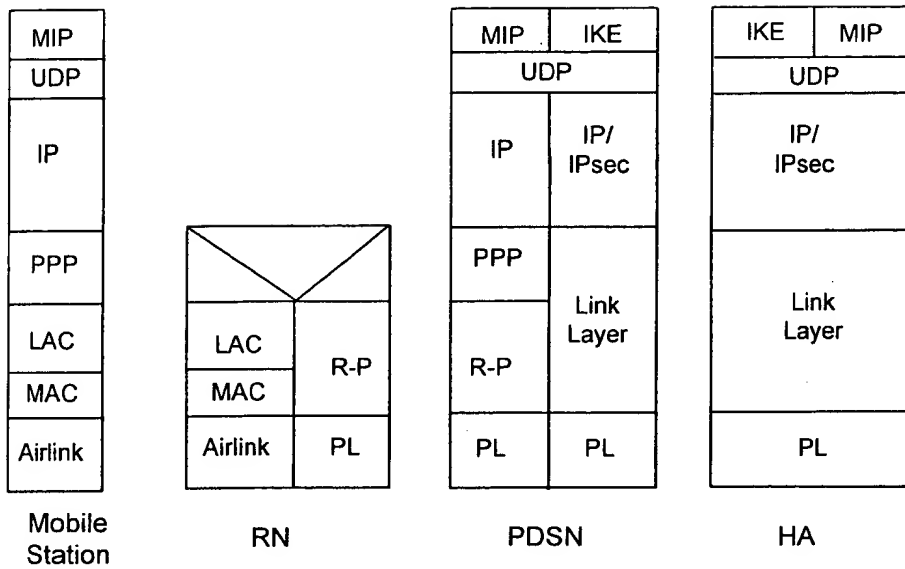 MIP
UDP
IP
PPP
LAC
MAC
Airlink
Mobile
Station
LAC
MAC
Airlink
R-P
PL
RN
MIP
IKE
UDP
IP
IP/
IPsec
PPP
R-P
Link
Layer
PL
PL
PDSN
IKE
MIP
UDP
IP/
IPsec
Link
Layer
PL
HA